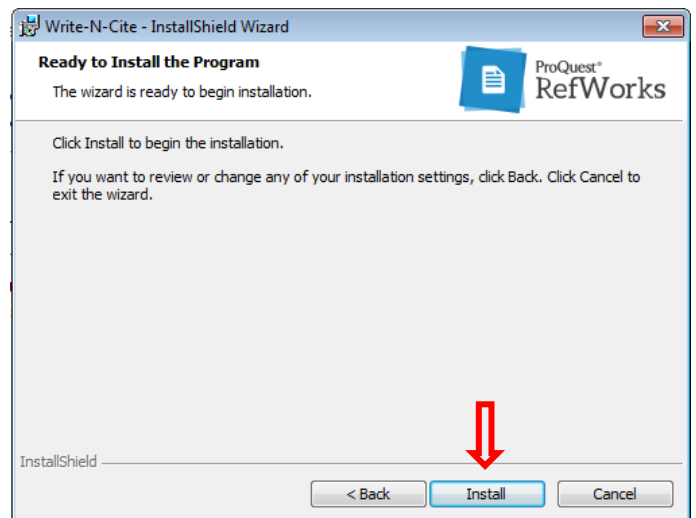 Write-N-Cite - InstallShield Wizard
Ready to Install the Program
The wizard is ready to begin installation.
ProQuest®
RefWorks
Click Install to begin the installation.
If you want to review or change any of your installation settings, click Back. Click Cancel to
exit the wizard.
InstallShield
< Back
Install
Cancel